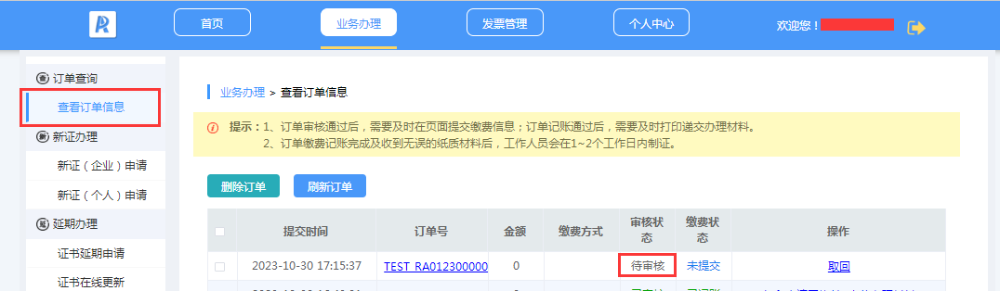 首页 业务办理 发票管理 个人中心 欢迎您！
订单查询
查看订单信息
新证办理
新证（企业）申请
新证（个人）申请
延期办理
证书延期申请
证书在线更新
业务办理 > 查看订单信息
提示：1、订单审核通过后，需要及时在页面提交缴费信息；订单记账通过后，需要及时打印递交办理材料。
2、订单缴费记账完成及收到无误的纸质材料后，工作人员会在1~2个工作日内制证。
删除订单 刷新订单
提交时间 订单号 金额 缴费方式 审核状态 缴费状态 操作
2023-10-30 17:15:37 TEST_RA012300000 0 待审核 未提交 取回